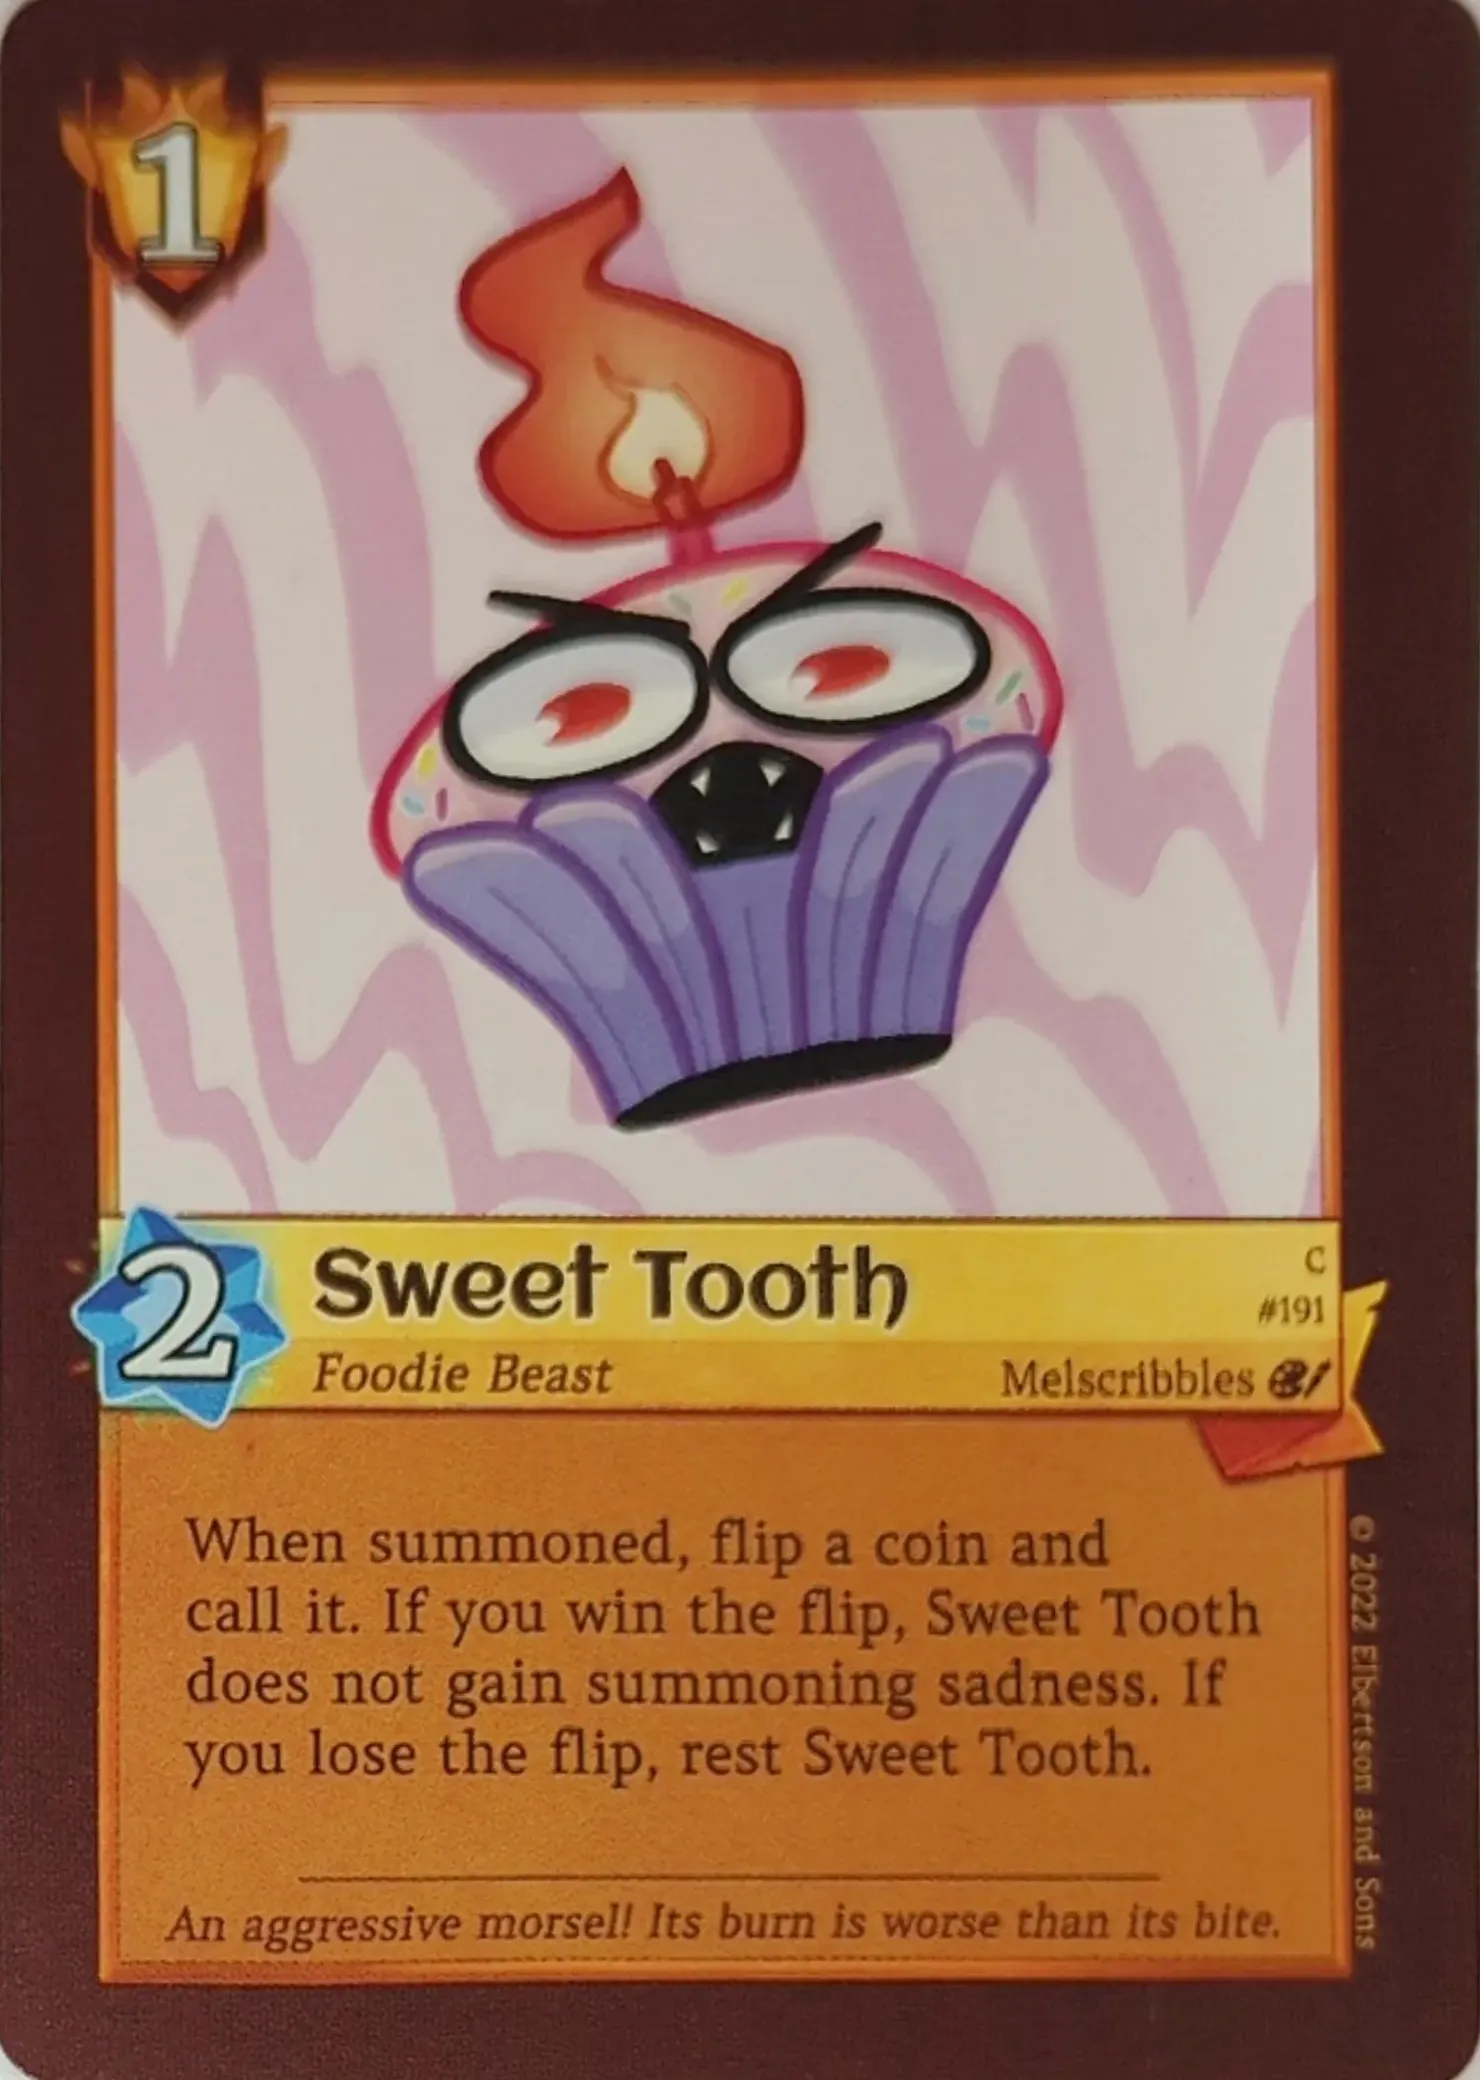 1
2
Sweet Tooth
C
#191
Foodie Beast
Melscribbles
When summoned, flip a coin and
call it. If you win the flip, Sweet Tooth
does not gain summoning sadness. If
you lose the flip, rest Sweet Tooth.
An aggressive morsel! Its burn is worse than its bite.
© 2022 Elbertson and Sons